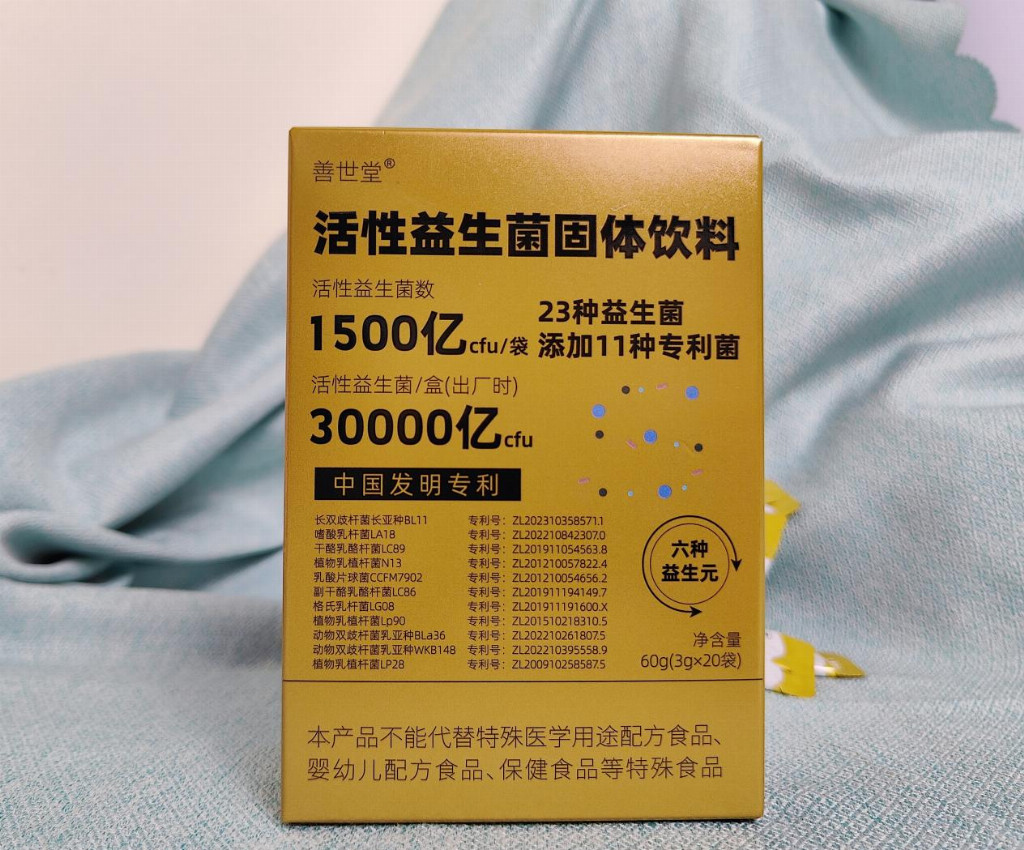 善世堂®
活性益生菌固体饮料
活性益生菌数
1500亿cfu/袋
23种益生菌
添加11种专利菌
活性益生菌/盒(出厂时)
30000亿cfu
中国发明专利
长双歧杆菌长亚种BL11 专利号：ZL202310358571.1
嗜酸乳杆菌LA18 专利号：ZL202210842307.0
干酪乳酪杆菌LC89 专利号：ZL201911054563.8
植物乳植杆菌N13 专利号：ZL201210057822.4
乳酸片球菌CCFM7902 专利号：ZL201210054656.2
副干酪乳酪杆菌LC86 专利号：ZL201911194149.7
格氏乳杆菌LG08 专利号：ZL201911191600.X
植物乳植杆菌Lp90 专利号：ZL201510218310.5
动物双歧杆菌乳亚种BLa36 专利号：ZL202210261807.5
动物双歧杆菌乳亚种WKB148 专利号：ZL202210395558.9
植物乳植杆菌LP28 专利号：ZL200910258587.5
六种
益生元
净含量
60g(3g×20袋)
本产品不能代替特殊医学用途配方食品、
婴幼儿配方食品、保健食品等特殊食品